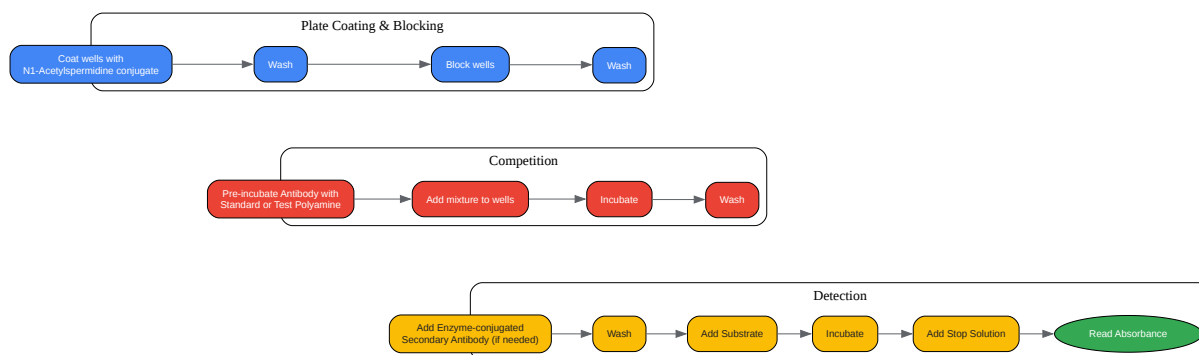 Plate Coating & Blocking
Coat wells with
N1-Acetylspermidine conjugate
Wash
Block wells
Wash
Competition
Pre-incubate Antibody with
Standard or Test Polyamine
Add mixture to wells
Incubate
Wash
Detection
Add Enzyme-conjugated
Secondary Antibody (if needed)
Wash
Add Substrate
Incubate
Add Stop Solution
Read Absorbance